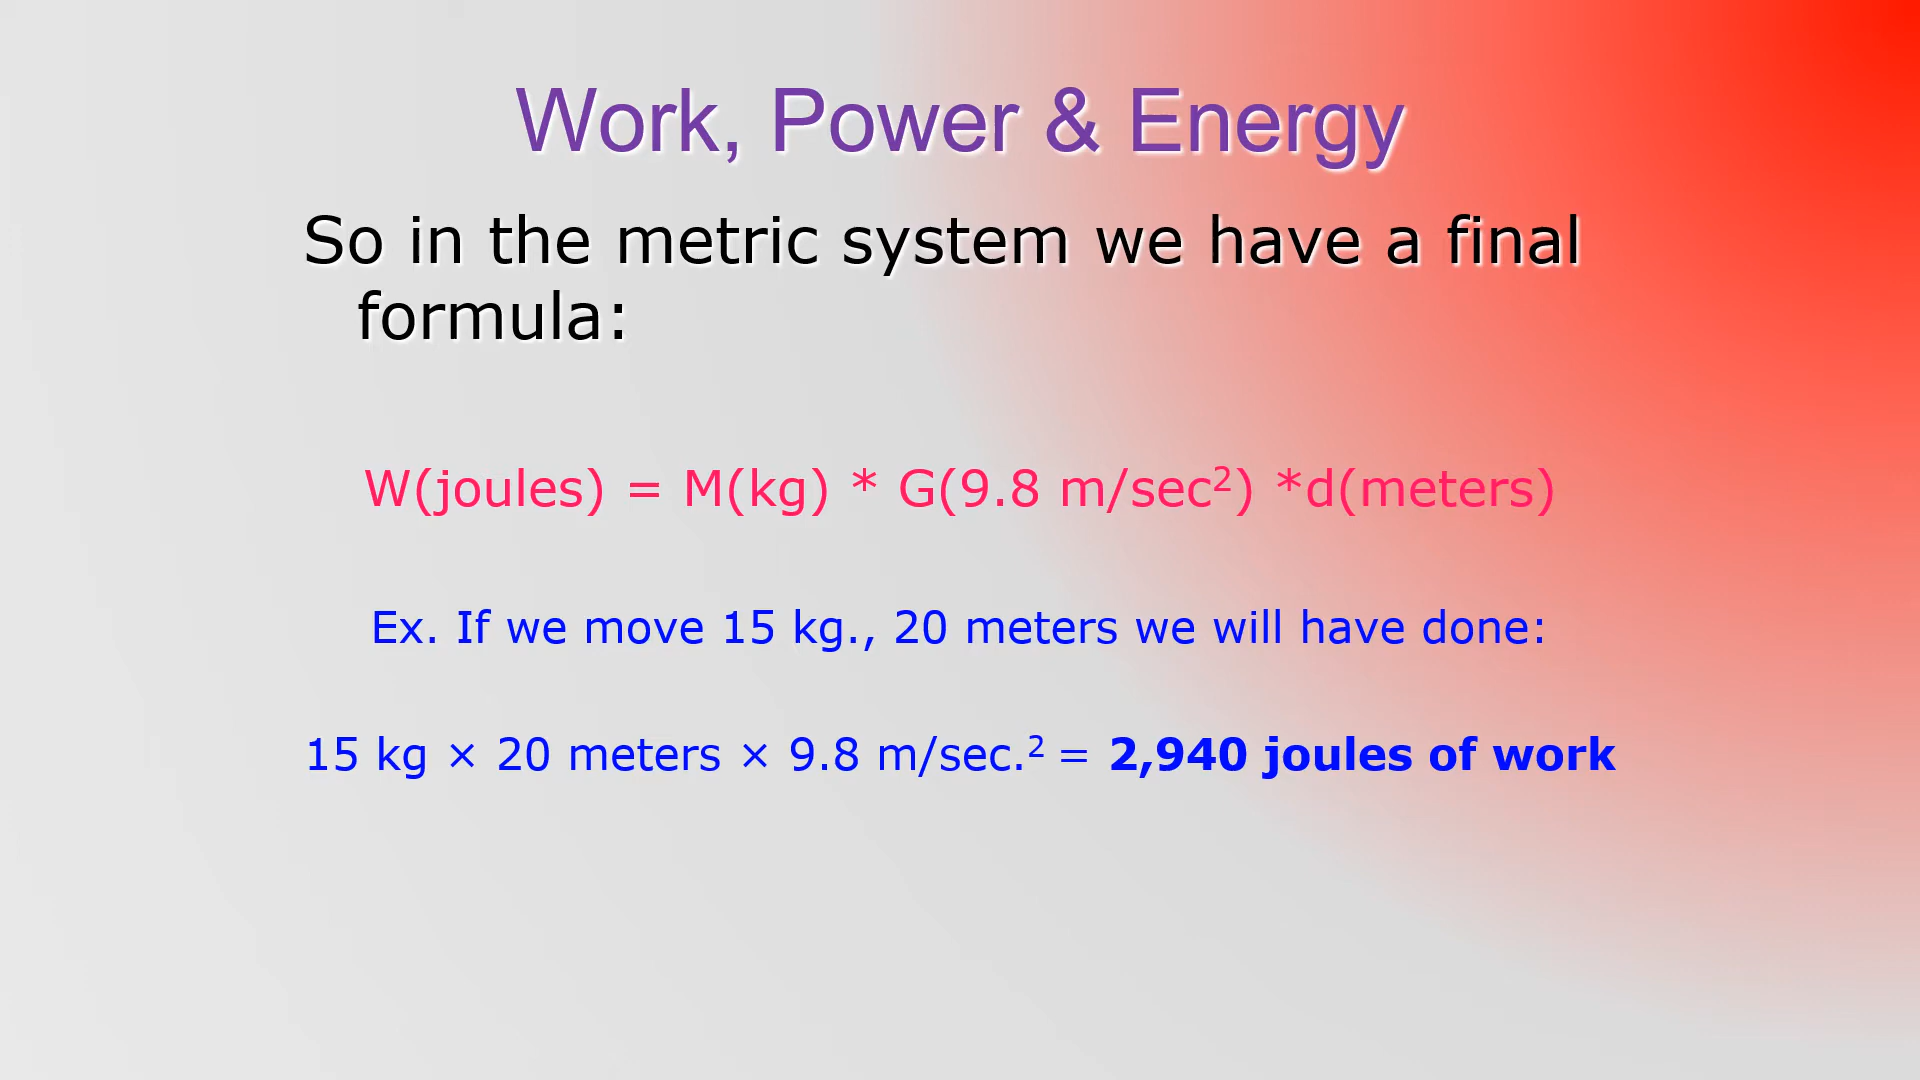 Work, Power & Energy
So in the metric system we have a final
formula:
W(joules) = M(kg) * G(9.8 m/sec²) *d(meters)
Ex. If we move 15 kg., 20 meters we will have done:
15 kg × 20 meters × 9.8 m/sec.² = 2,940 joules of work